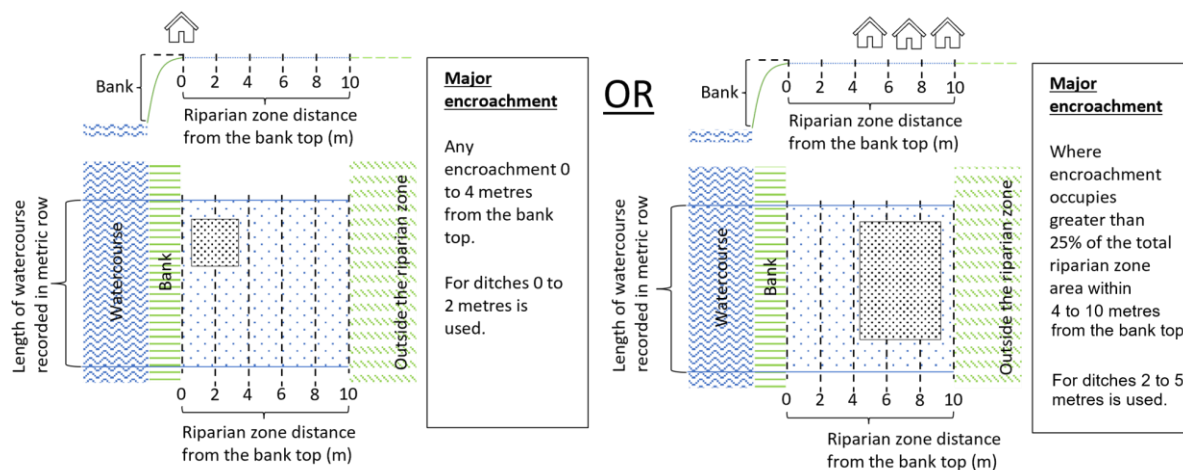 Bank
0 2 4 6 8 10
Riparian zone distance
from the bank top (m)
Length of watercourse
recorded in metric row
Watercourse
Bank
Outside the riparian zone
0 2 4 6 8 10
Riparian zone distance
from the bank top (m)
Major
encroachment
Any
encroachment 0
to 4 metres
from the bank
top.
For ditches 0 to
2 metres is
used.
OR
Bank
0 2 4 6 8 10
Riparian zone distance
from the bank top (m)
Length of watercourse
recorded in metric row
Watercourse
Bank
Outside the riparian zone
0 2 4 6 8 10
Riparian zone distance
from the bank top (m)
Major
encroachment
Where
encroachment
occupies
greater than
25% of the total
riparian zone
area within
4 to 10 metres
from the bank top
For ditches 2 to 5
metres is used.